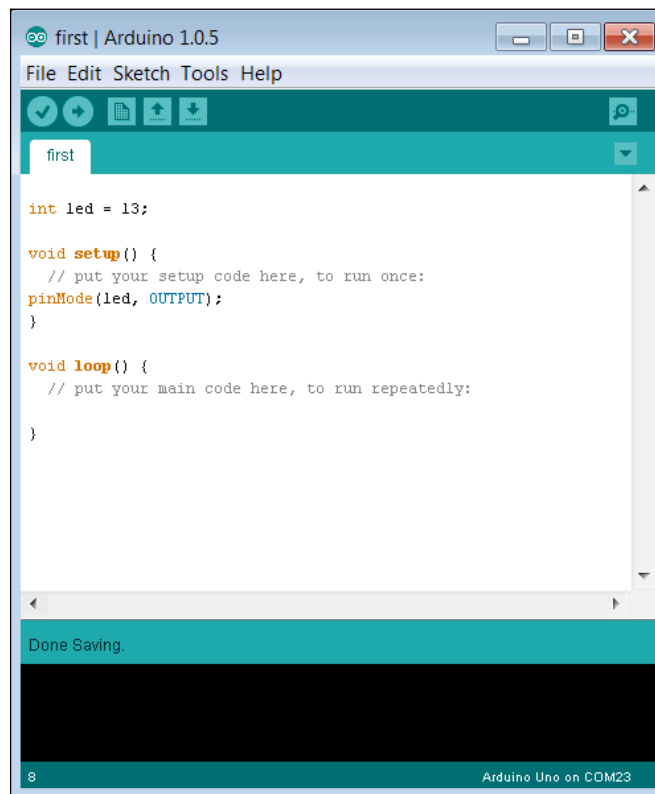 first | Arduino 1.0.5
File Edit Sketch Tools Help
first
int led = 13;
void setup() {
// put your setup code here, to run once:
pinMode(led, OUTPUT);
}
void loop() {
// put your main code here, to run repeatedly:
}
Done Saving.
8 Arduino Uno on COM23